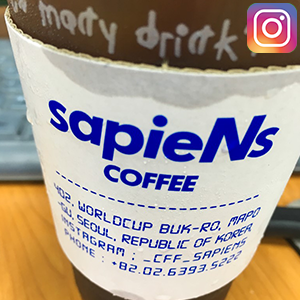 marry drink
sapieNs
COFFEE
402, WORLDCUP BUK-RO, MAPO
-GU, SEOUL, REPUBLIC OF KOREA
INSTAGRAM : _CFF_SAPIENS
PHONE : +82.02.6393.5222